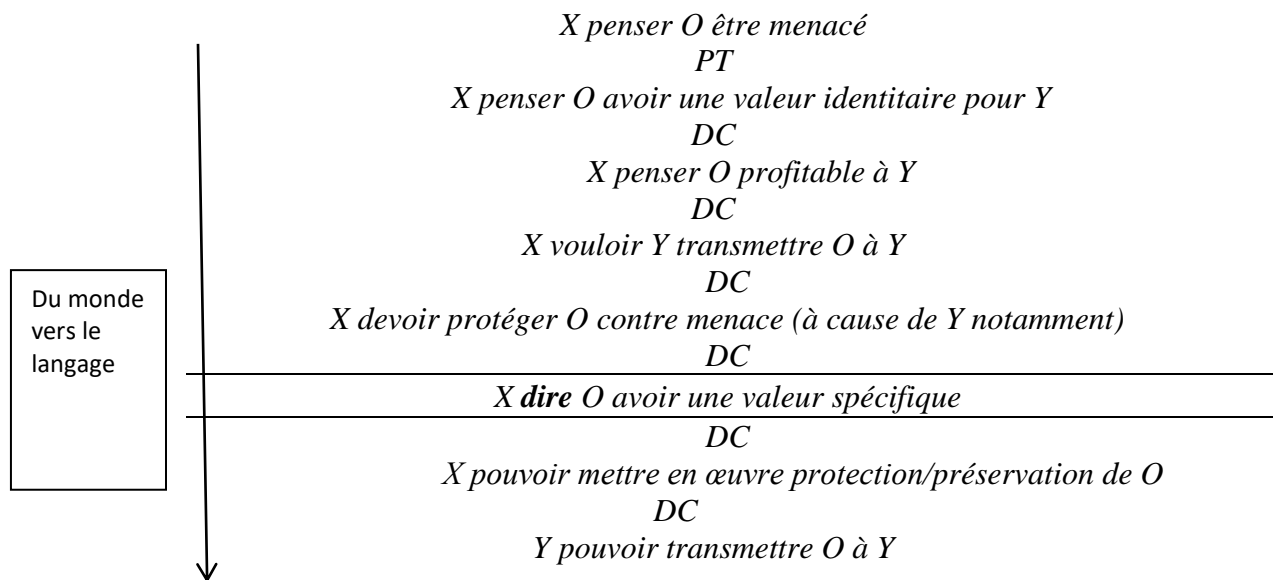 X penser O être menacé
PT
X penser O avoir une valeur identitaire pour Y
DC
X penser O profitable à Y
DC
X vouloir Y transmettre O à Y
DC
X devoir protéger O contre menace (à cause de Y notamment)
DC
Du monde
vers le
langage
X dire O avoir une valeur spécifique
DC
X pouvoir mettre en œuvre protection/préservation de O
DC
Y pouvoir transmettre O à Y